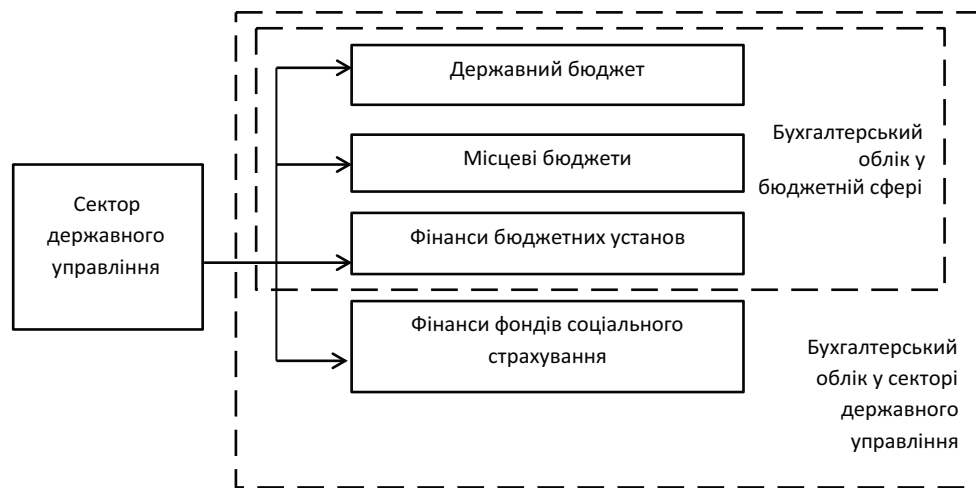 Державний бюджет
Бухгалтерський
облік у
бюджетній сфері
Місцеві бюджети
Сектор
державного
управління
Фінанси бюджетних установ
Фінанси фондів соціального
страхування
Бухгалтерський
облік у секторі
державного
управління